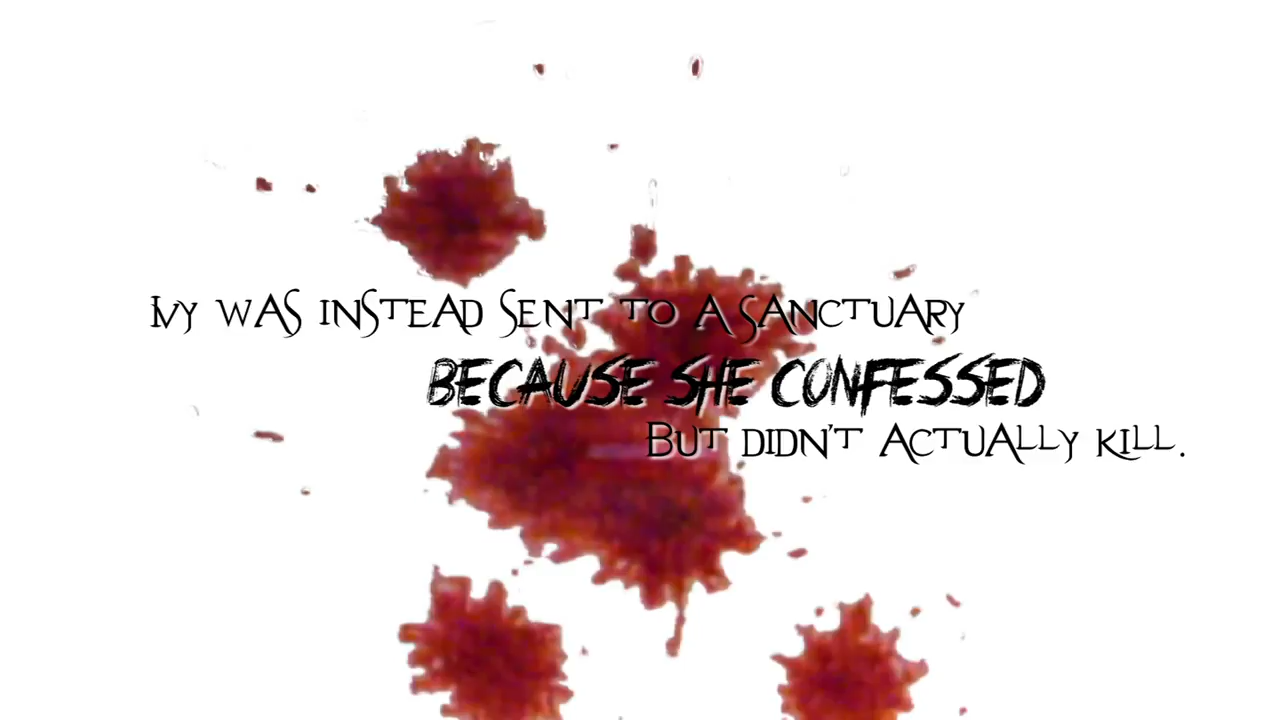 Ivy was instead sent to a sanctuary
because she confessed
But didn't actually kill.